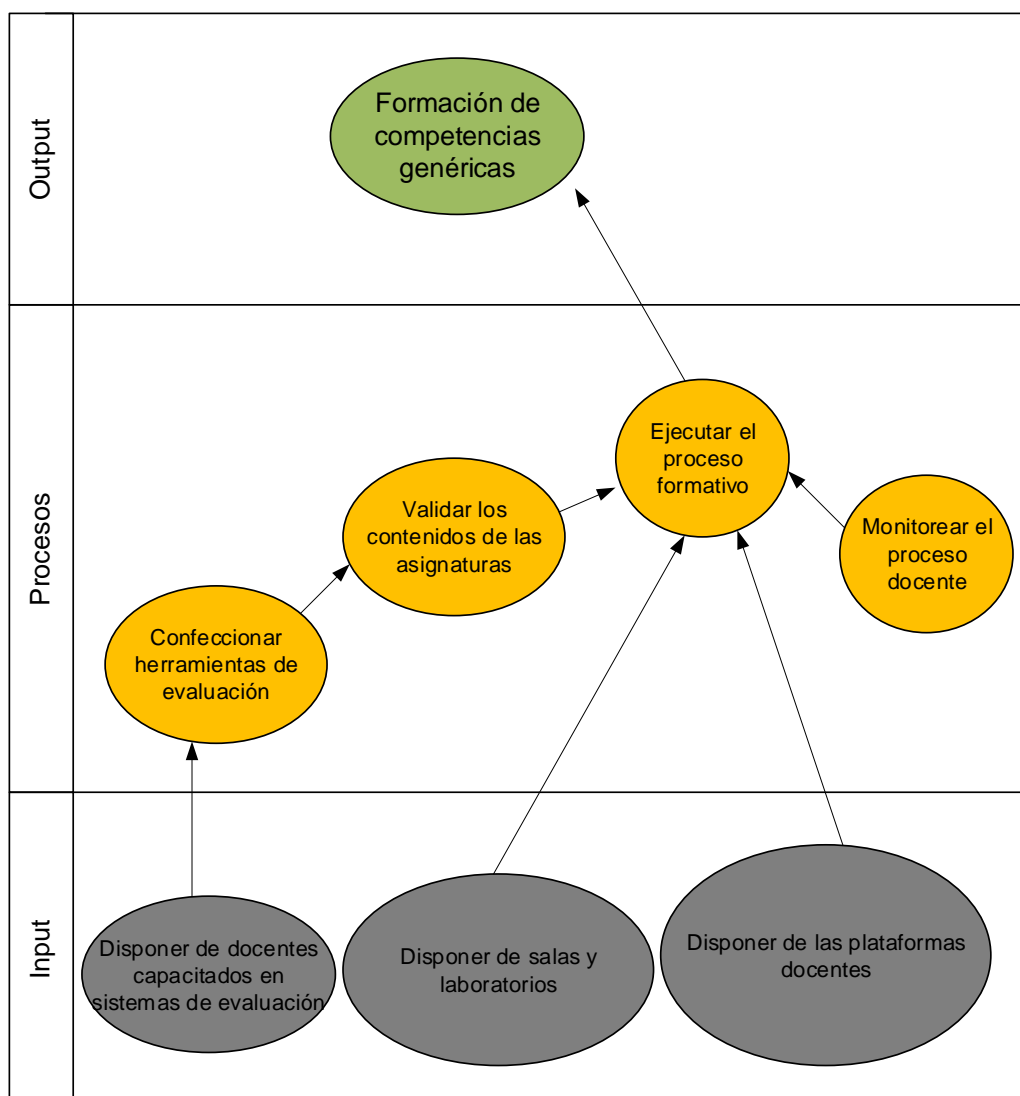 Output
Formación de
competencias
genéricas
Procesos
Ejecutar el
proceso
formativo
Validar los
contenidos de las
asignaturas
Monitorear el
proceso
docente
Confeccionar
herramientas de
evaluación
Input
Disponer de docentes
capacitados en
sistemas de evaluación
Disponer de salas y
laboratorios
Disponer de las plataformas
docentes